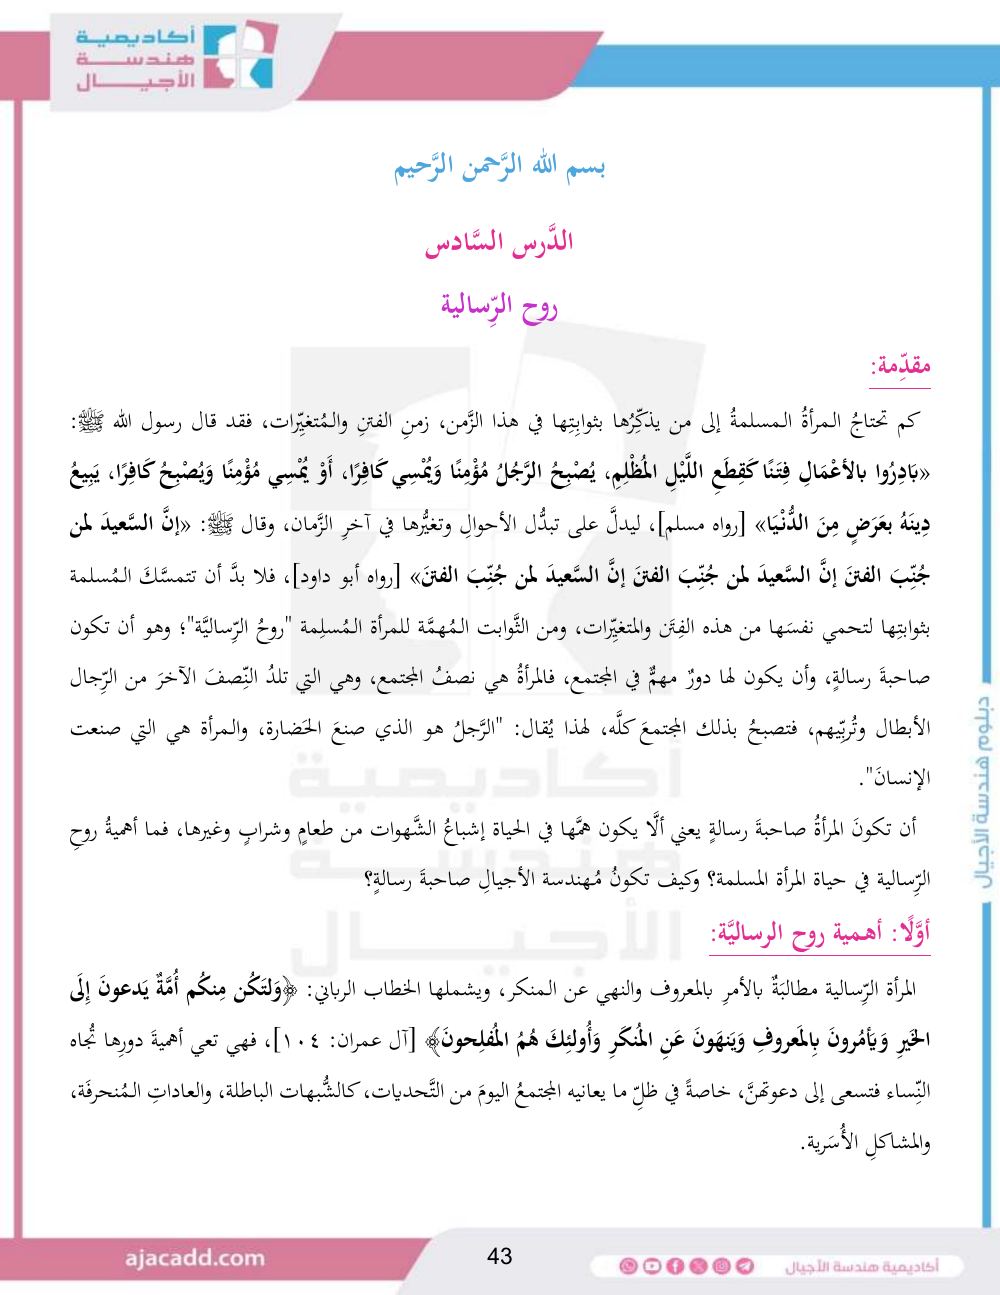 أكاديمية
هندسة
الأجيال
بسم الله الرَّحمن الرَّحيم
الدَّرس السَّادس
روح الرِّسالية
مقدِّمة:
كم تحتاجُ المرأةُ المسلمةُ إلى من يذكِّرُها بثوابِتِها في هذا الزَّمن، زمنِ الفتنِ والمُتغيِّرات، فقد قال رسول الله ﷺ:
«بَادِرُوا بالأعْمَالِ فِتَنًا كَقِطَعِ اللَّيْلِ المُظْلِمِ، يُصْبِحُ الرَّجُلُ مُؤْمِنًا وَيُمْسِي كَافِرًا، أَوْ يُمْسِي مُؤْمِنًا وَيُصْبِحُ كَافِرًا، يَبِيعُ
دِينَهُ بعَرَضٍ مِنَ الدُّنْيَا» [رواه مسلم]، ليدلَّ على تبدُّل الأحوالِ وتغيُّرها في آخرِ الزَّمان، وقال ﷺ: «إنَّ السَّعيدَ لمن
جُنِّبَ الفتنَ إنَّ السَّعيدَ لمن جُنِّبَ الفتنَ إنَّ السَّعيدَ لمن جُنِّبَ الفتنَ» [رواه أبو داود]، فلا بدَّ أن تتمسَّكَ المُسلمة
بثوابتِها لتحمي نفسَها من هذه الفِتَن والمتغيِّرات، ومن الثَّوابت المُهمَّة للمرأة المُسلِمة "روحُ الرِّساليَّة"؛ وهو أن تكون
صاحبةَ رسالةٍ، وأن يكون لها دورٌ مهمٌّ في المجتمع، فالمرأةُ هي نصفُ المجتمع، وهي التي تلدُ النِّصفَ الآخرَ من الرِّجال
الأبطال وتُربِّيهم، فتصبحُ بذلك المجتمعَ كلَّه، لهذا يُقال: "الرَّجلُ هو الذي صنعَ الحَضارة، والمرأة هي التي صنعت
الإنسانَ".
أن تكونَ المرأةُ صاحبةَ رسالةٍ يعني ألَّا يكون همَّها في الحياة إشباعُ الشَّهوات من طعامٍ وشرابٍ وغيرها، فما أهميةُ روحِ
الرِّسالية في حياة المرأة المسلمة؟ وكيف تكونُ مُهندسة الأجيالِ صاحبةَ رسالةٍ؟
أوَّلًا: أهمية روح الرساليَّة:
المرأة الرِّسالية مطالبَةٌ بالأمرِ بالمعروف والنهي عن المنكر، ويشملها الخطاب الرباني: ﴿وَلتَكُن مِنكُم أُمَّةٌ يَدعونَ إِلَى
الخَيرِ وَيَأمُرونَ بِالمَعروفِ وَيَنهَونَ عَنِ المُنكَرِ وَأُولئِكَ هُمُ المُفلِحونَ﴾ [آل عمران: ١٠٤]، فهي تعي أهميةَ دورِها تُجاه
النِّساء فتسعى إلى دعوتهنَّ، خاصةً في ظلِّ ما يعانيه المجتمعُ اليومَ من التَّحديات، كالشُّبهات الباطلة، والعاداتِ المُنحرفَة،
والمشاكلِ الأُسَرية.
دبلوم هندسة الأجيال
أكاديمية
هندسة
الأجيال
ajacadd.com
43
أكاديمية هندسة الأجيال